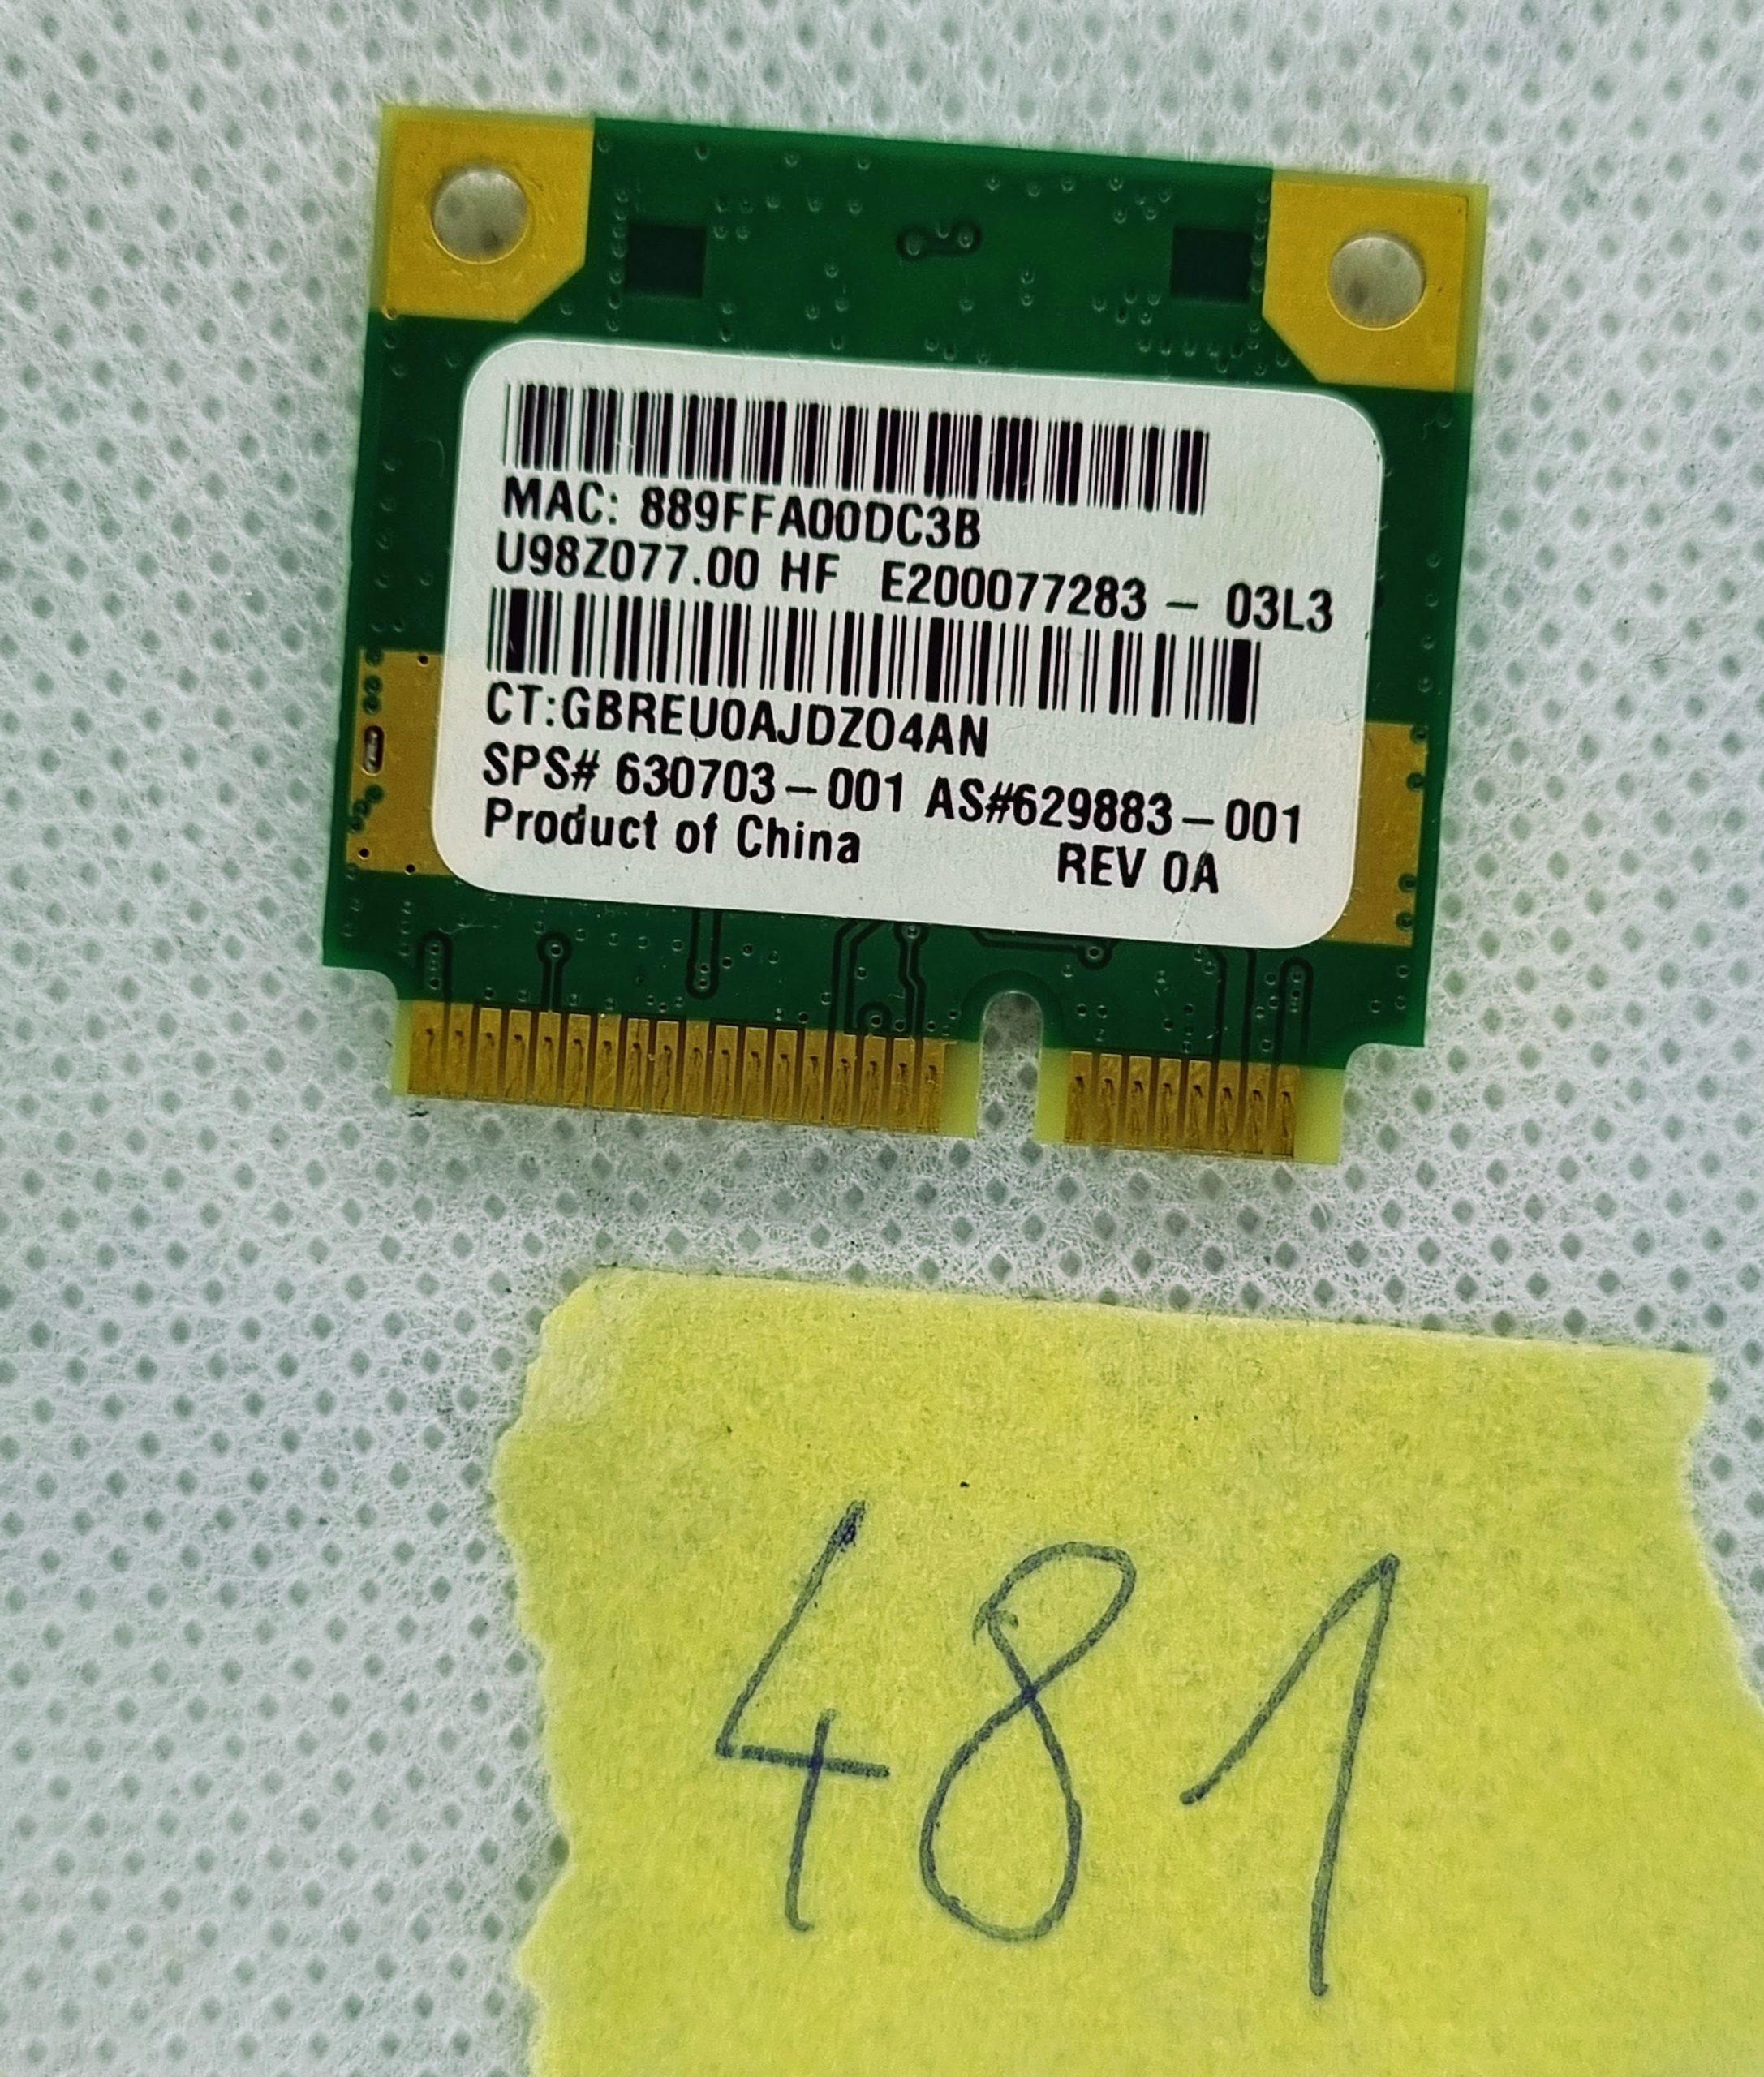 MAC: 889FFA00DC3B
U98Z077.00 HF E200077283 – 03L3
CT:GBREU0AJDZO4AN
SPS# 630703–001 AS#629883–001
Product of China REV 0A
481